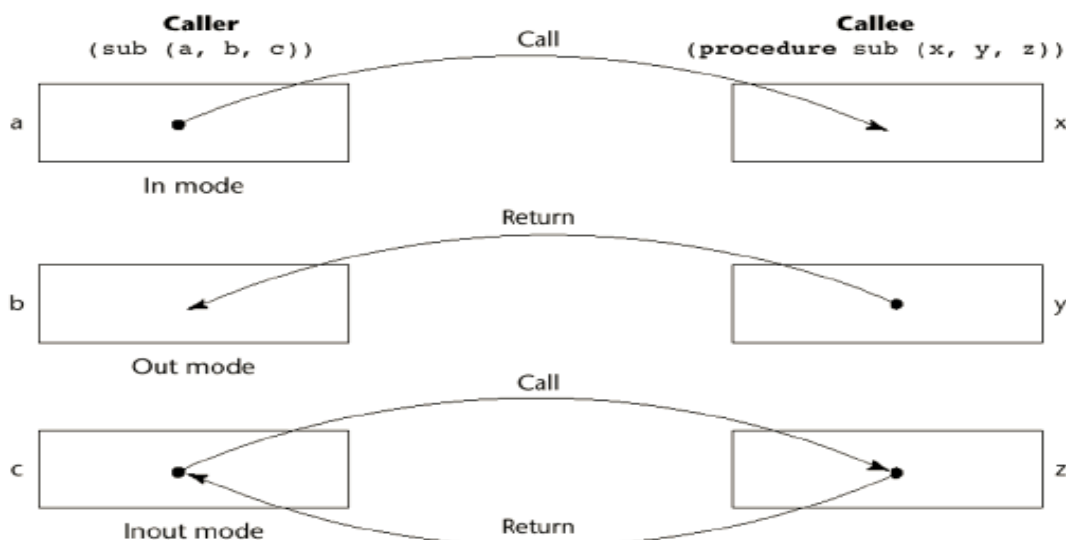 Caller
Callee
(sub (a, b, c))
Call
(procedure sub (x, y, z))
a
x
In mode
Return
b
y
Out mode
Call
c
z
Inout mode
Return